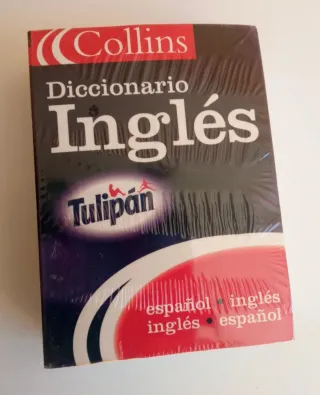 Collins
Diccionario
Inglés
Tulipán
español • inglés
inglés • español